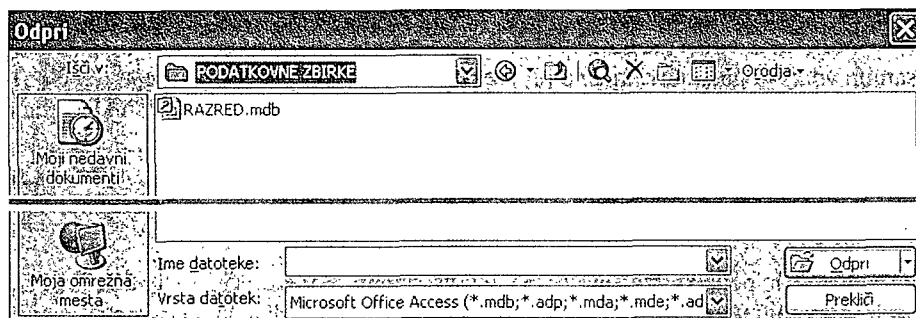 Odpri
Išči v: PODATKOVNE ZBIRKE Orodja
RAZRED.mdb
Moji nedavni dokumenti
Moja omrežna mesta
Ime datoteke: Odpri
Vrsta datotek: Microsoft Office Access (*.mdb;*.adp;*.mda;*.mde;*.ad Prekliči